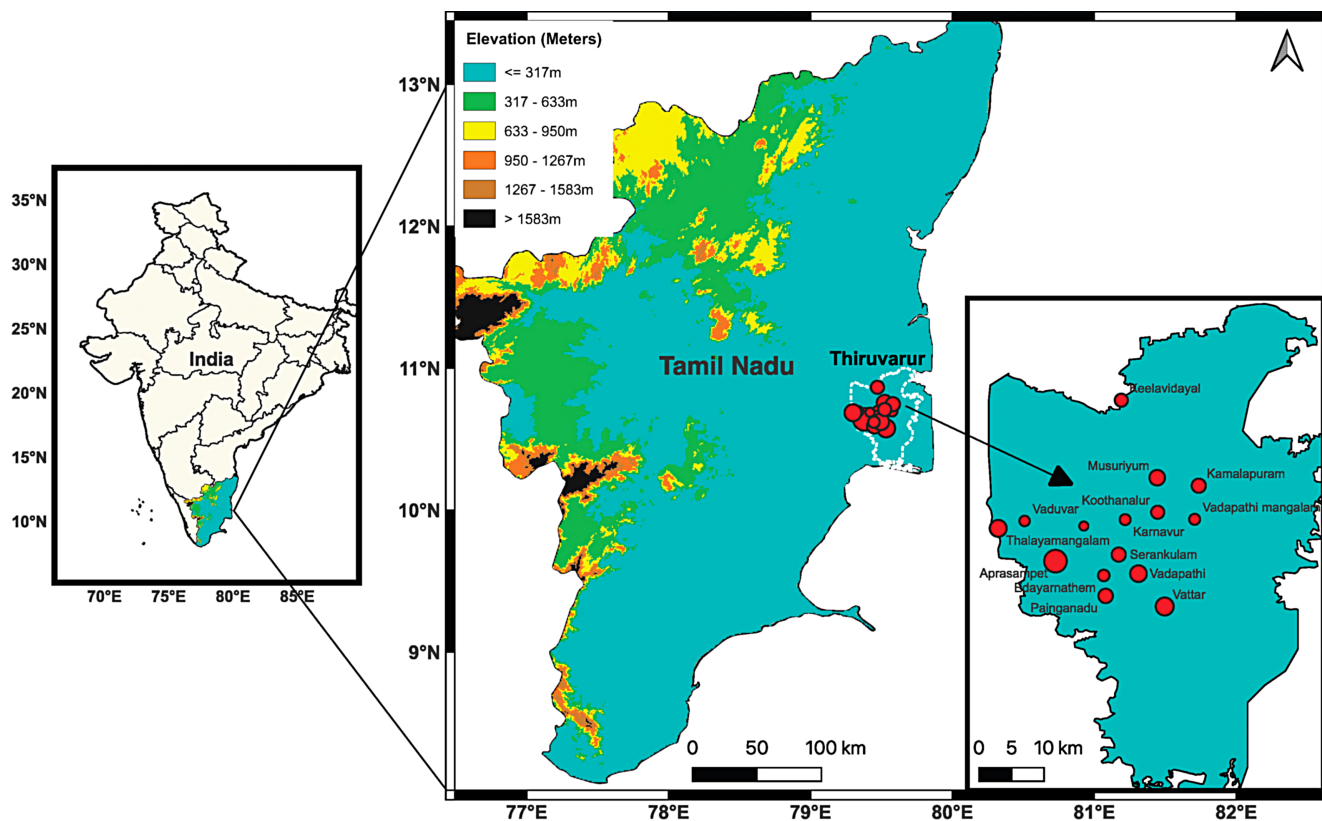 Elevation (Meters)
<= 317m
317 - 633m
633 - 950m
950 - 1267m
1267 - 1583m
> 1583m
13°N
12°N
11°N
10°N
9°N
35°N
30°N
25°N
20°N
15°N
10°N
India
70°E
75°E
80°E
85°E
Tamil Nadu
Thiruvarur
0 50 100 km
77°E
78°E
79°E
80°E
81°E
82°E
Keelavidayal
Musuriyum
Kamalapuram
Koothanalur
Vaduvar
Vadapathi mangalam
Karnavur
Thalayamangalam
Serankulam
Aprasampet
Vadapathi
Edayarnathem
Painganadu
Vattar
0 5 10 km